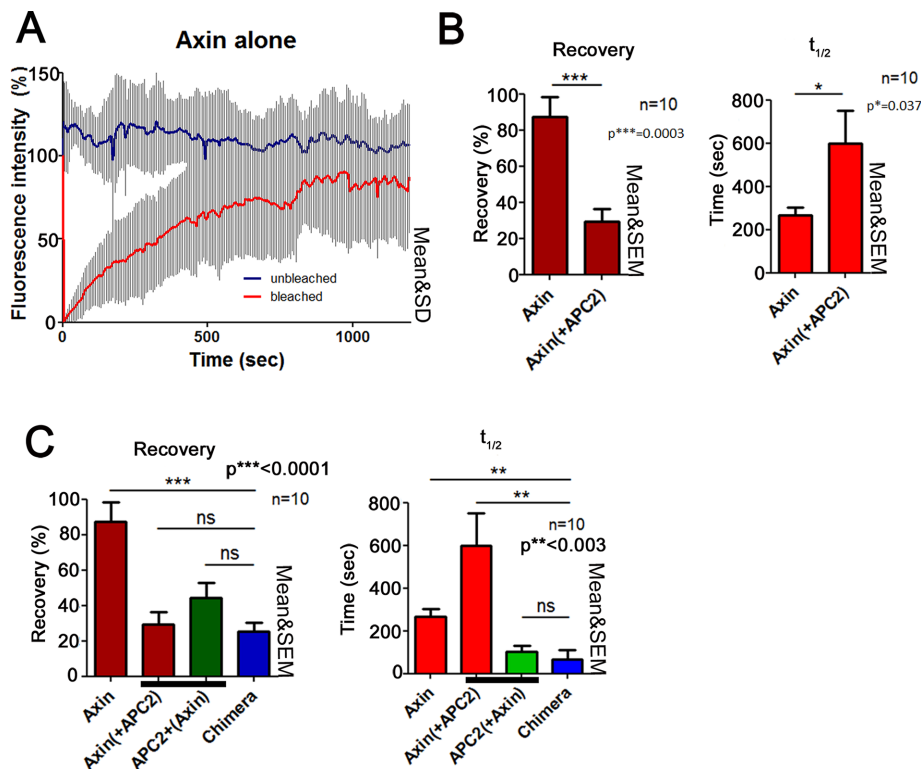 A
Axin alone
Fluorescence intensity (%)
150
100
50
0
0
500
1000
Time (sec)
unbleached
bleached
Mean&SD
B
Recovery
***
n=10
p***=0.0003
Recovery (%)
100
80
60
40
20
0
Axin
Axin(+APC2)
Mean&SEM
t1/2
*
n=10
p*=0.037
Time (sec)
800
600
400
200
0
Axin
Axin(+APC2)
Mean&SEM
C
Recovery
p***<0.0001
***
n=10
ns
ns
Recovery (%)
100
80
60
40
20
0
Axin
Axin(+APC2)
APC2+(Axin)
Chimera
Mean&SEM
t1/2
**
**
n=10
p**<0.003
ns
Time (sec)
800
600
400
200
0
Axin
Axin(+APC2)
APC2(+Axin)
Chimera
Mean&SEM